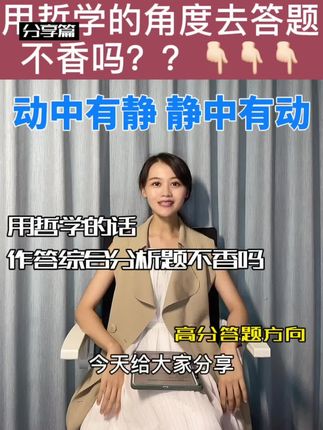 用哲学的角度去答题
分享篇
不香吗？？👇🏻👇🏻👇🏻
动中有静 静中有动
用哲学的话
作答综合分析题不香吗
高分答题方向
今天给大家分享